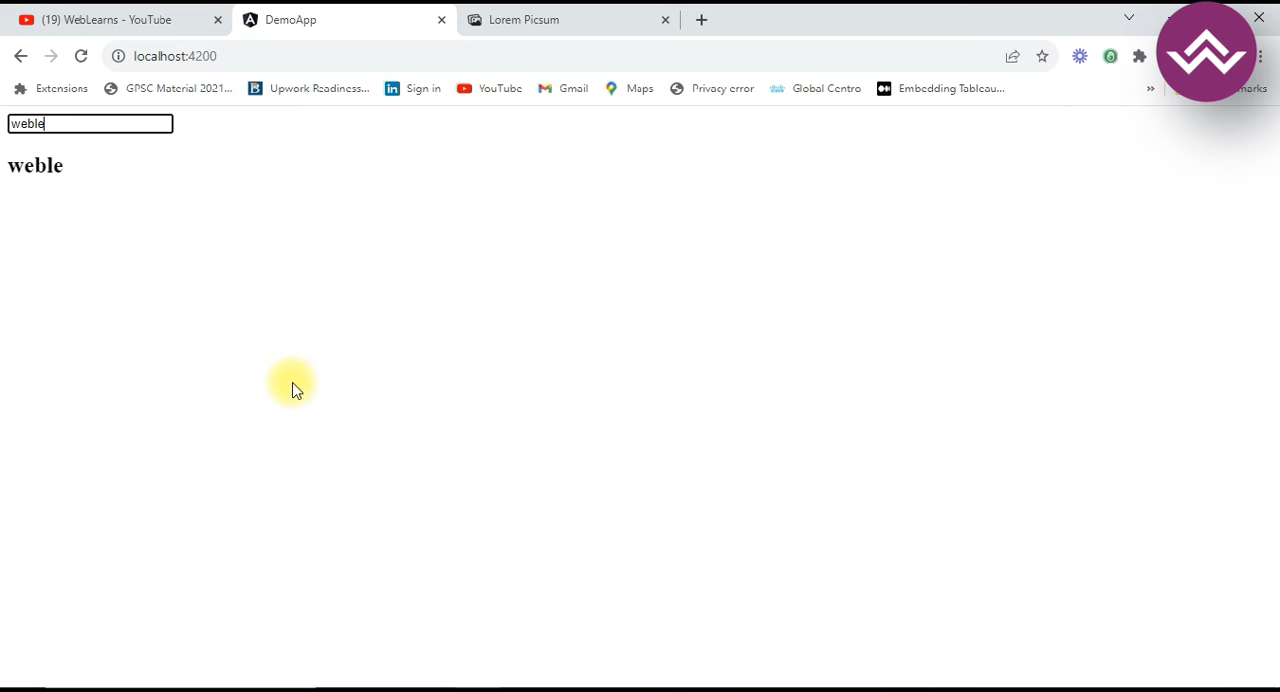 (19) WebLearns - YouTube DemoApp Lorem Picsum
localhost:4200
Extensions GPSC Material 2021... Upwork Readiness... Sign in YouTube Gmail Maps Privacy error Global Centro Embedding Tableau... »
weble
weble